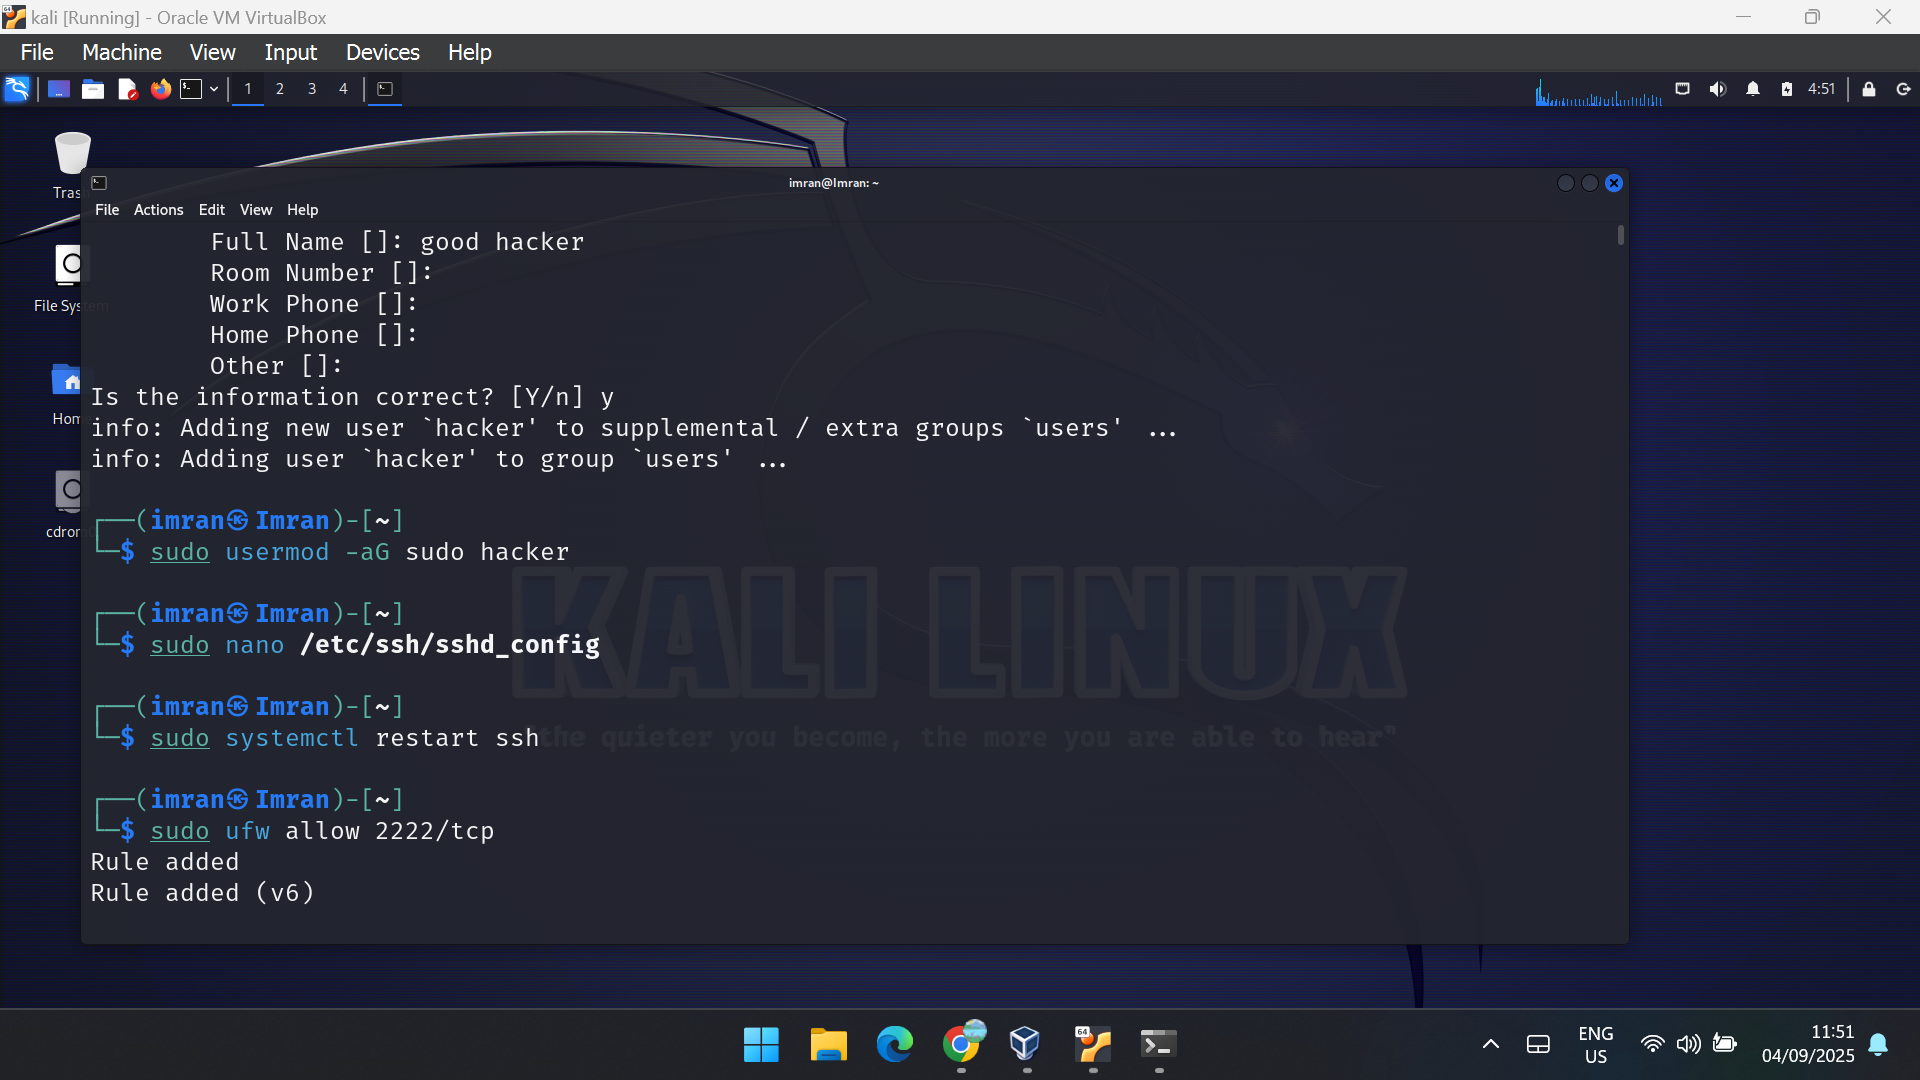 kali [Running] - Oracle VM VirtualBox
File Machine View Input Devices Help
1 2 3 4
4:51
Trash
File System
Home
imran@Imran: ~
File Actions Edit View Help
Full Name []: good hacker
Room Number []:
Work Phone []:
Home Phone []:
Other []:
Is the information correct? [Y/n] y
info: Adding new user `hacker' to supplemental / extra groups `users' ...
info: Adding user `hacker' to group `users' ...
┌──(imran㉿Imran)-[~]
└─$ sudo usermod -aG sudo hacker
┌──(imran㉿Imran)-[~]
└─$ sudo nano /etc/ssh/sshd_config
┌──(imran㉿Imran)-[~]
└─$ sudo systemctl restart ssh
┌──(imran㉿Imran)-[~]
└─$ sudo ufw allow 2222/tcp
Rule added
Rule added (v6)
KALI LINUX
"the quieter you become, the more you are able to hear"
64
ENG
US
11:51
04/09/2025